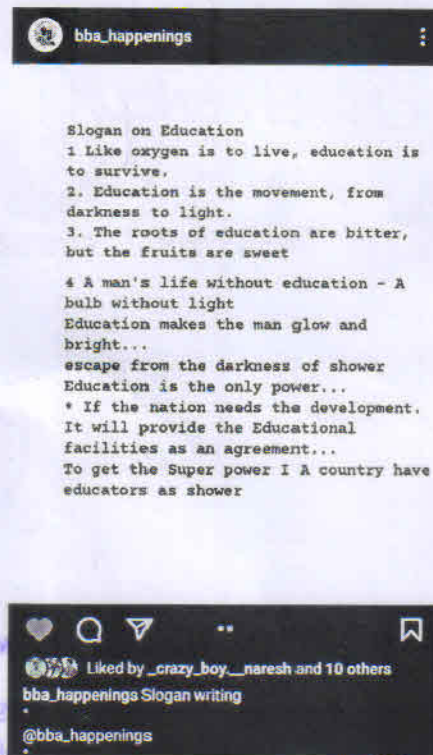 bba_happenings
Slogan on Education
1 Like oxygen is to live, education is
to survive.
2. Education is the movement, from
darkness to light.
3. The roots of education are bitter,
but the fruits are sweet
4 A man's life without education - A
bulb without light
Education makes the man glow and
bright...
escape from the darkness of shower
Education is the only power...
* If the nation needs the development.
It will provide the Educational
facilities as an agreement...
To get the Super power I A country have
educators as shower
Liked by _crazy_boy.__naresh and 10 others
bba_happenings Slogan writing
@bba_happenings